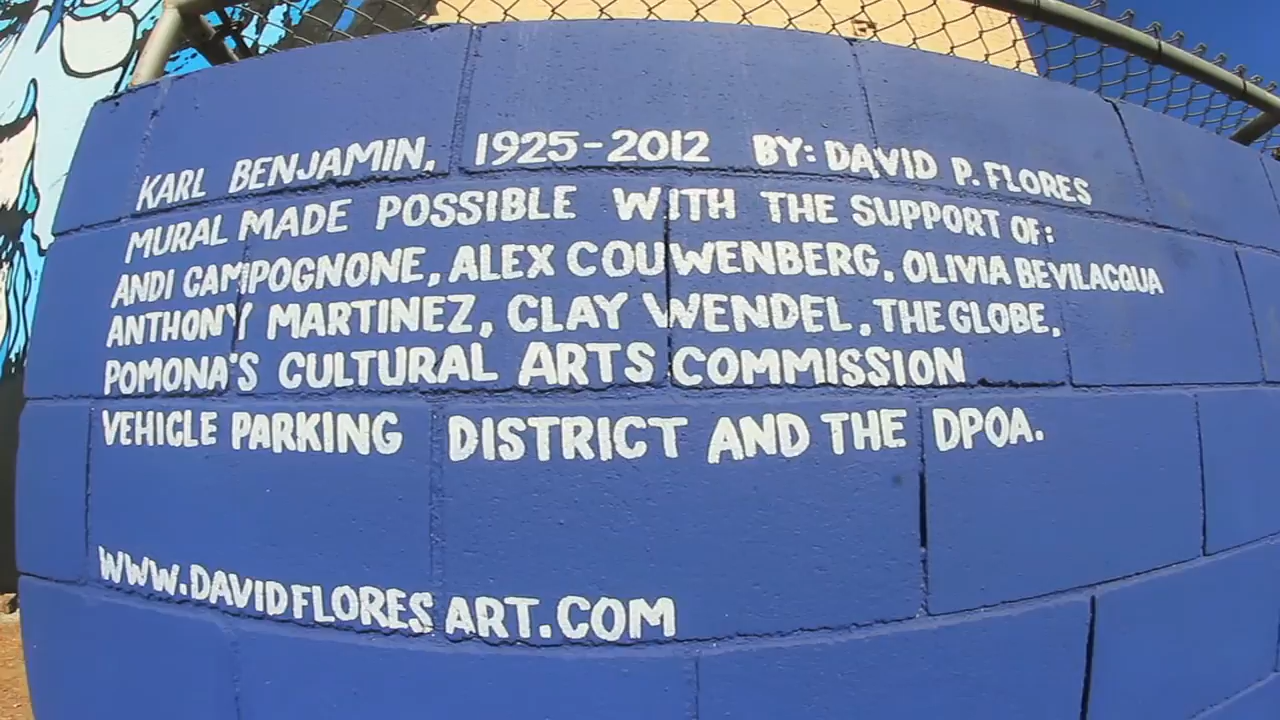 KARL BENJAMIN, 1925-2012 BY: DAVID P. FLORES
MURAL MADE POSSIBLE WITH THE SUPPORT OF:
ANDI CAMPOGNONE, ALEX COUWENBERG, OLIVIA BEVILACQUA
ANTHONY MARTINEZ, CLAY WENDEL, THE GLOBE,
POMONA'S CULTURAL ARTS COMMISSION
VEHICLE PARKING DISTRICT AND THE DPOA.
WWW.DAVIDFLORESART.COM